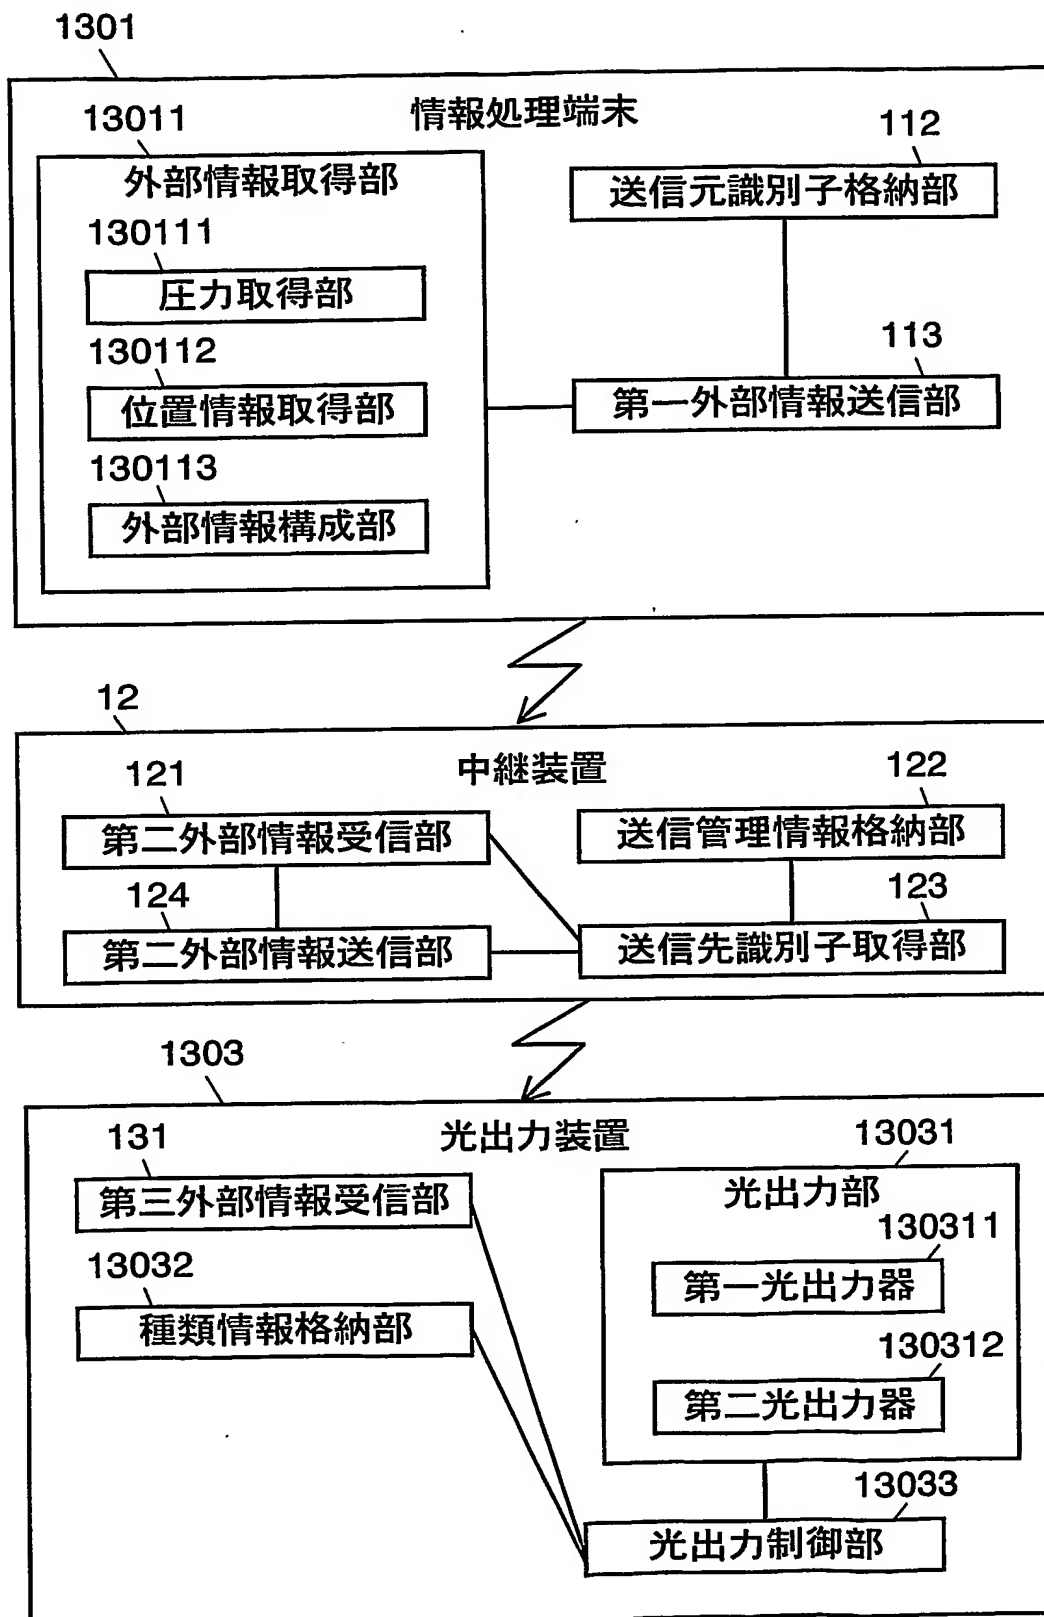 1301
情報処理端末
13011
外部情報取得部
130111
圧力取得部
130112
位置情報取得部
130113
外部情報構成部
112
送信元識別子格納部
113
第一外部情報送信部
12
中継装置
121
第二外部情報受信部
122
送信管理情報格納部
124
第二外部情報送信部
123
送信先識別子取得部
1303
光出力装置
131
第三外部情報受信部
13032
種類情報格納部
13031
光出力部
130311
第一光出力器
130312
第二光出力器
13033
光出力制御部